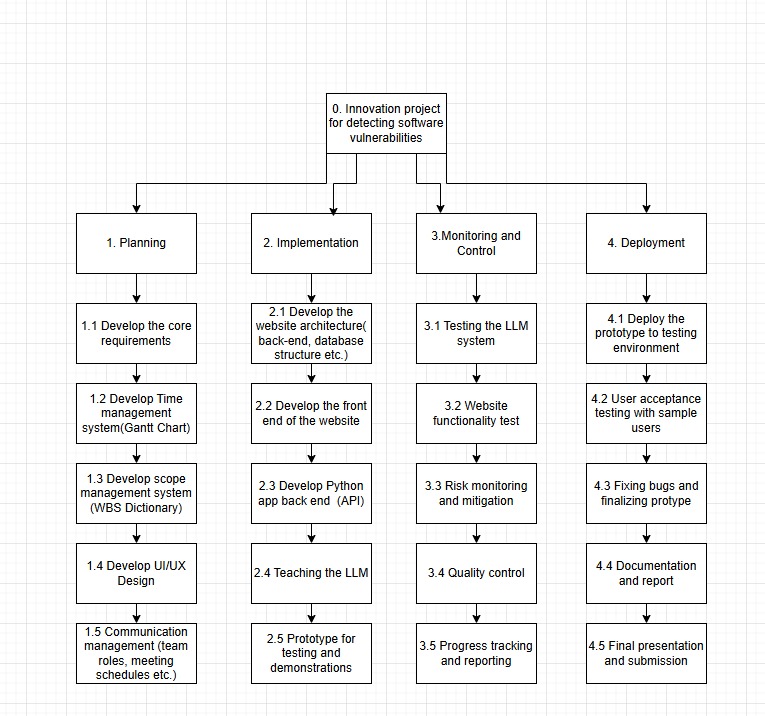 0. Innovation project
for detecting software
vulnerabilities
1. Planning
2. Implementation
3.Monitoring and
Control
4. Deployment
1.1 Develop the core
requirements
2.1 Develop the
website architecture(
back-end, database
structure etc.)
3.1 Testing the LLM
system
4.1 Deploy the
prototype to testing
environment
1.2 Develop Time
management
system(Gantt Chart)
2.2 Develop the front
end of the website
3.2 Website
functionality test
4.2 User acceptance
testing with sample
users
1.3 Develop scope
management system
(WBS Dictionary)
2.3 Develop Python
app back end (API)
3.3 Risk monitoring
and mitigation
4.3 Fixing bugs and
finalizing protype
1.4 Develop UI/UX
Design
2.4 Teaching the LLM
3.4 Quality control
4.4 Documentation
and report
1.5 Communication
management (team
roles, meeting
schedules etc.)
2.5 Prototype for
testing and
demonstrations
3.5 Progress tracking
and reporting
4.5 Final presentation
and submission